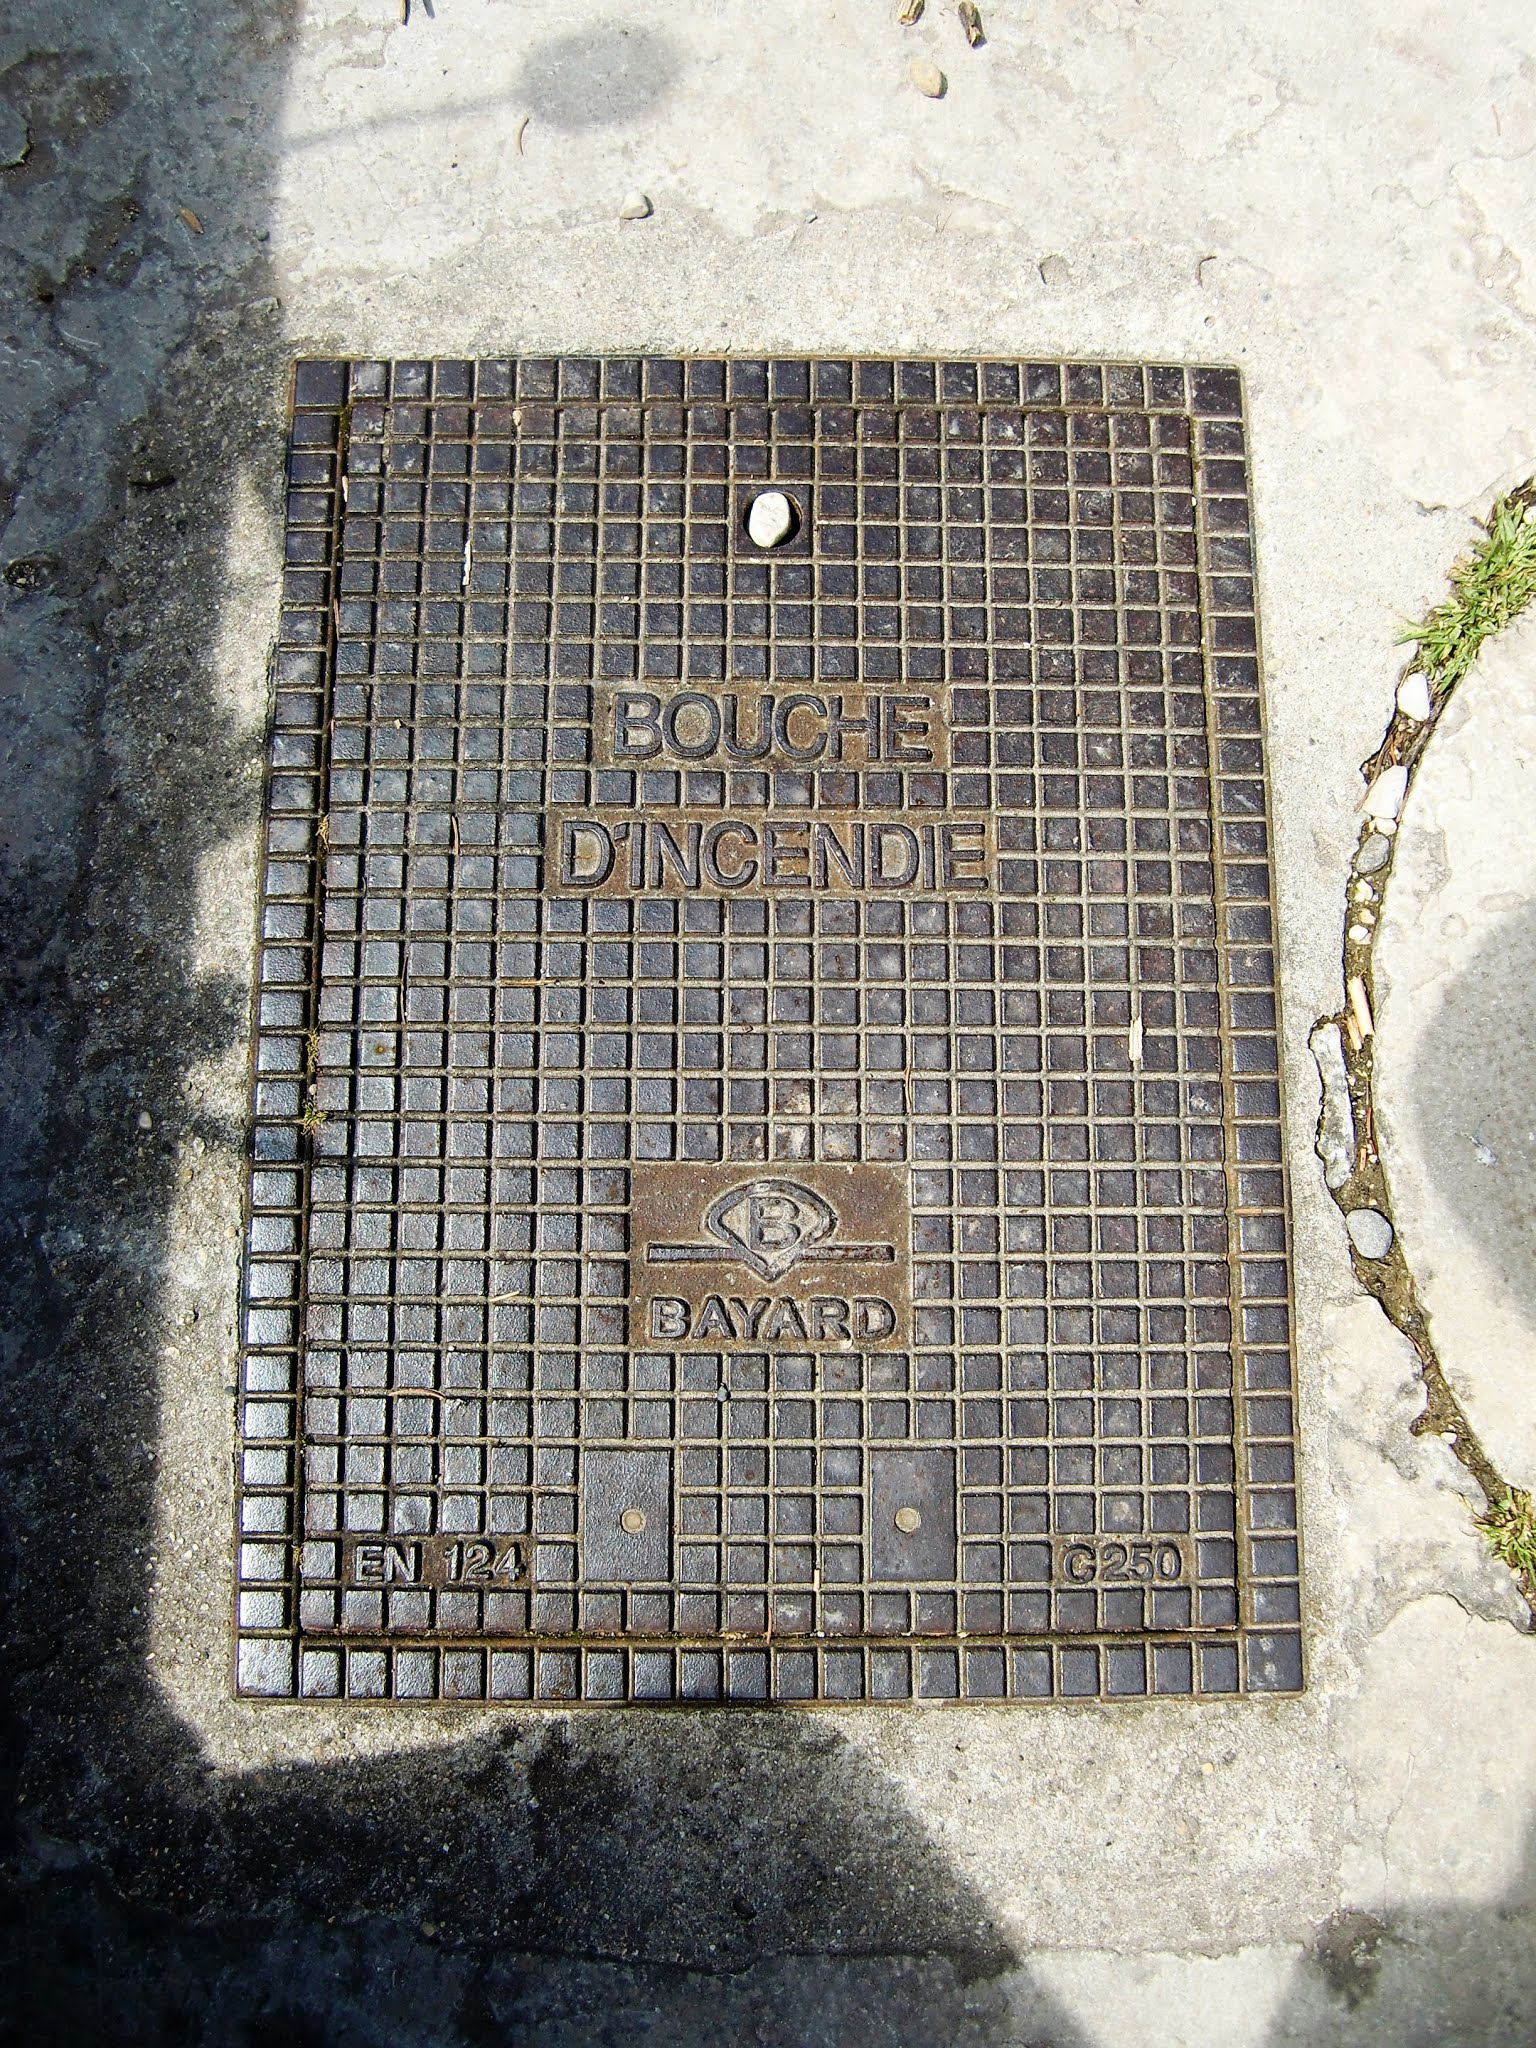 BOUCHE
D'INCENDIE
B
BAYARD
EN 124 C250